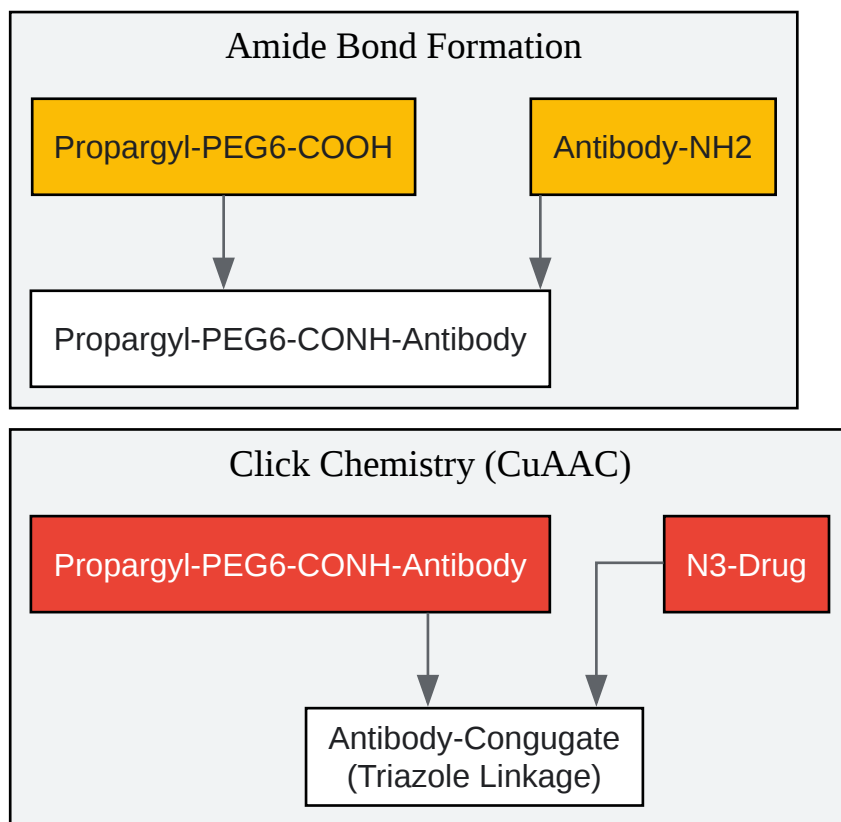 Amide Bond Formation
Propargyl-PEG6-COOH
Antibody-NH2
Propargyl-PEG6-CONH-Antibody
Click Chemistry (CuAAC)
Propargyl-PEG6-CONH-Antibody
N3-Drug
Antibody-Congugate
(Triazole Linkage)